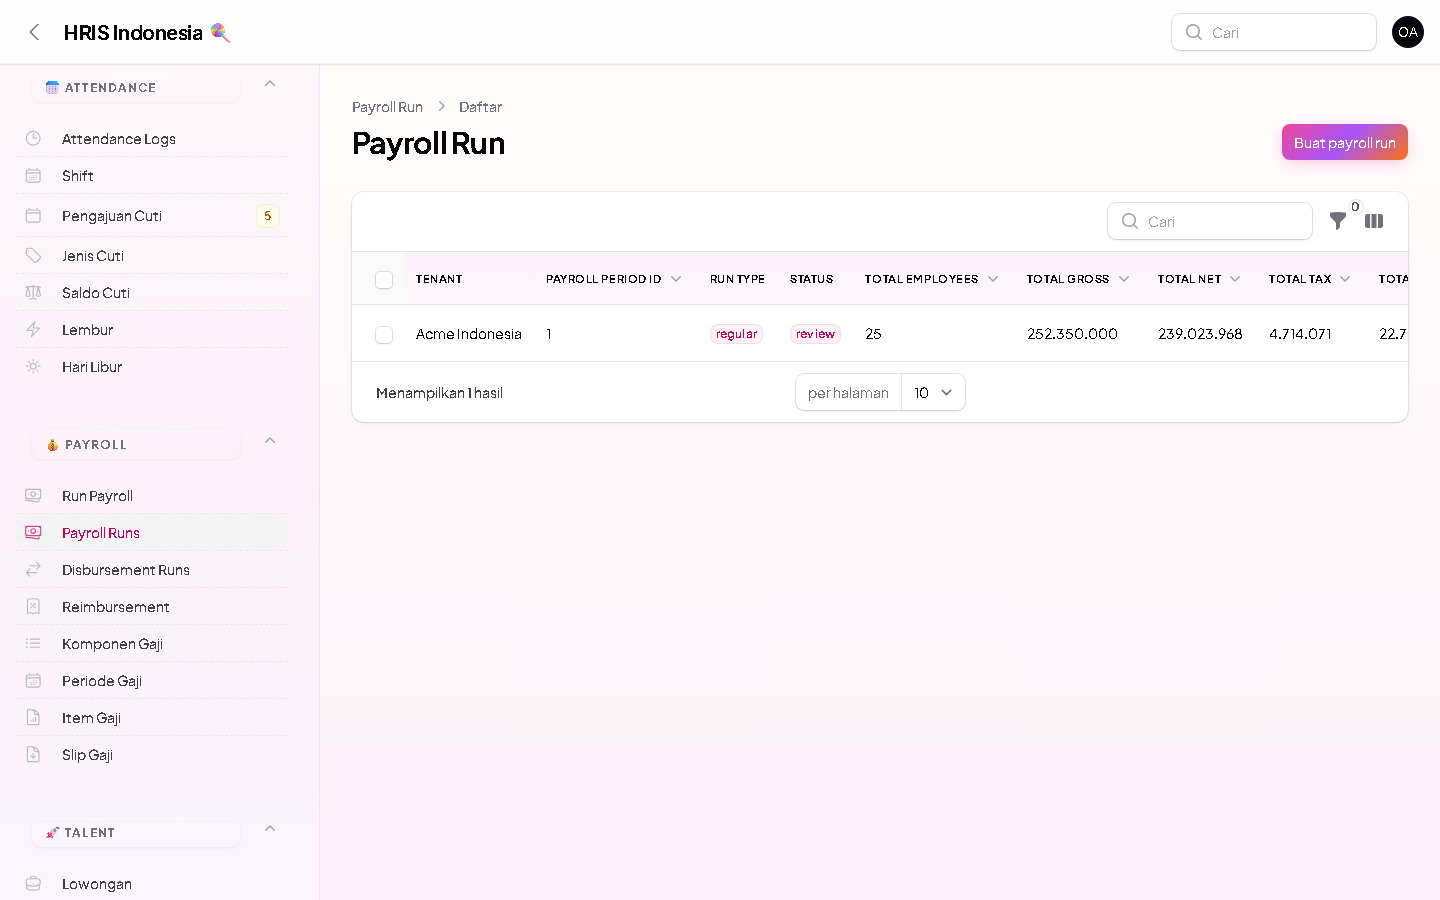 HRIS Indonesia
Cari
OA
ATTENDANCE
Attendance Logs
Shift
Pengajuan Cuti
5
Jenis Cuti
Saldo Cuti
Lembur
Hari Libur
PAYROLL
Run Payroll
Payroll Runs
Disbursement Runs
Reimbursement
Komponen Gaji
Periode Gaji
Item Gaji
Slip Gaji
TALENT
Lowongan
Payroll Run
Daftar
Payroll Run
Buat payroll run
Cari
0
TENANT PAYROLL PERIOD ID RUN TYPE STATUS TOTAL EMPLOYEES TOTAL GROSS TOTAL NET TOTAL TAX TOTA
Acme Indonesia 1 regular review 25 252.350.000 239.023.968 4.714.071 22.7
Menampilkan 1 hasil
per halaman 10